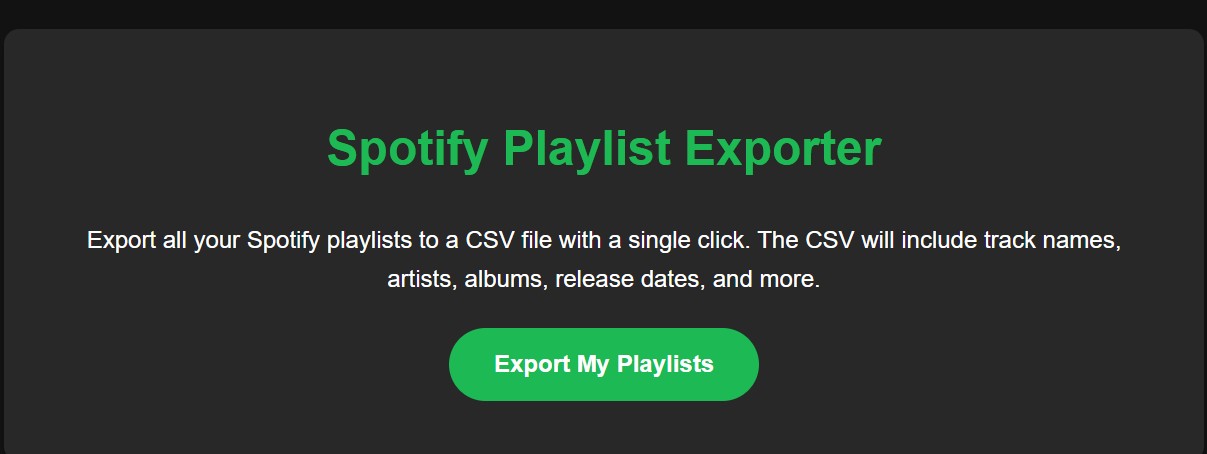 Spotify Playlist Exporter
Export all your Spotify playlists to a CSV file with a single click. The CSV will include track names,
artists, albums, release dates, and more.
Export My Playlists